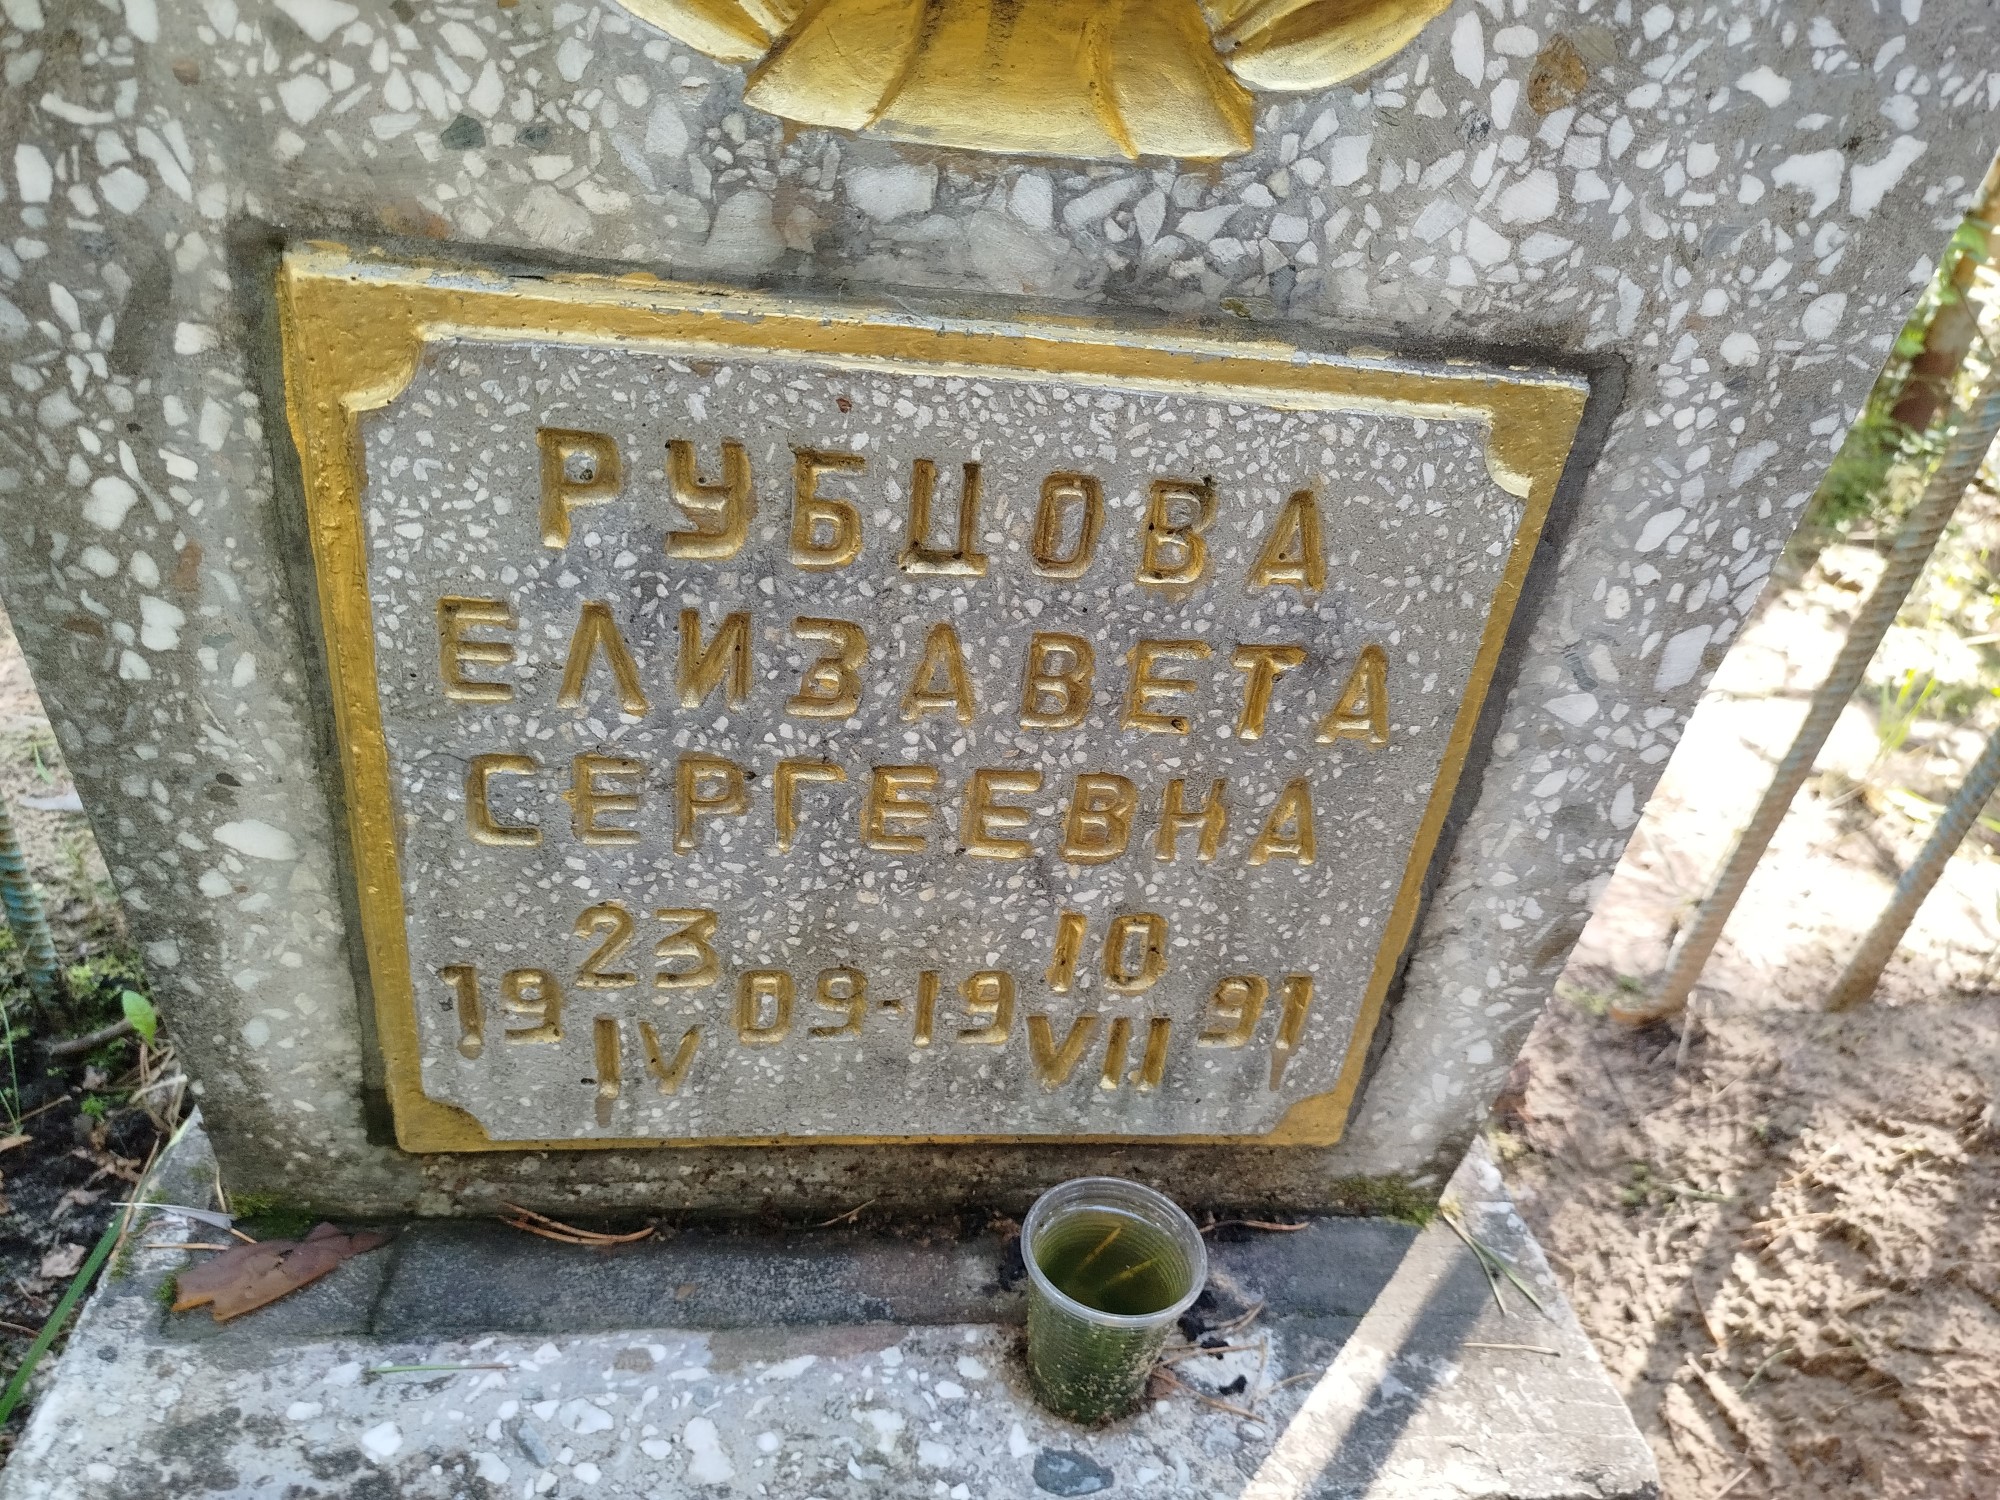 РУБЦОВА
ЕЛИЗАВЕТА
СЕРГЕЕВНА
23 10
19 09-19 91
IV VII